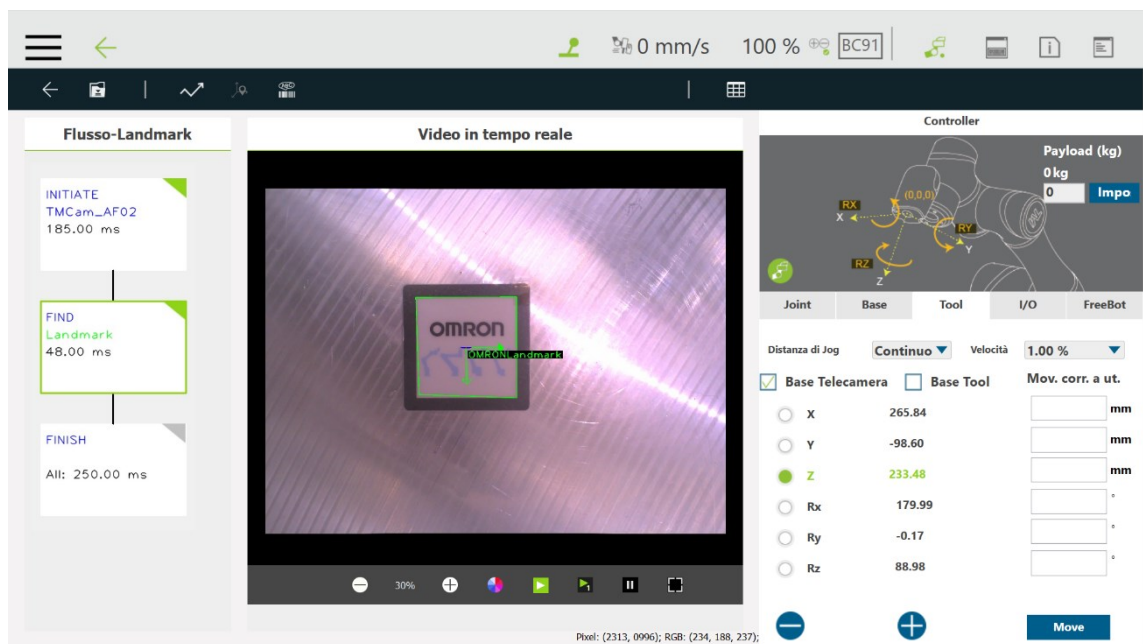 0 mm/s 100 % BC91
Flusso-Landmark
INITIATE
TMCam_AF02
185.00 ms
FIND
Landmark
48.00 ms
FINISH
All: 250.00 ms
Video in tempo reale
OMRON
OMRONLandmark
30%
Pixel: (2313, 0996); RGB: (234, 188, 237);
Controller
Payload (kg)
0 kg
0 Impo
(0,0,0)
RX
X
RY
Y
RZ
Z
Joint Base Tool I/O FreeBot
Distanza di Jog Continuo Velocità 1.00 %
Base Telecamera Base Tool Mov. corr. a ut.
X 265.84 mm
Y -98.60 mm
Z 233.48 mm
Rx 179.99 °
Ry -0.17 °
Rz 88.98 °
Move